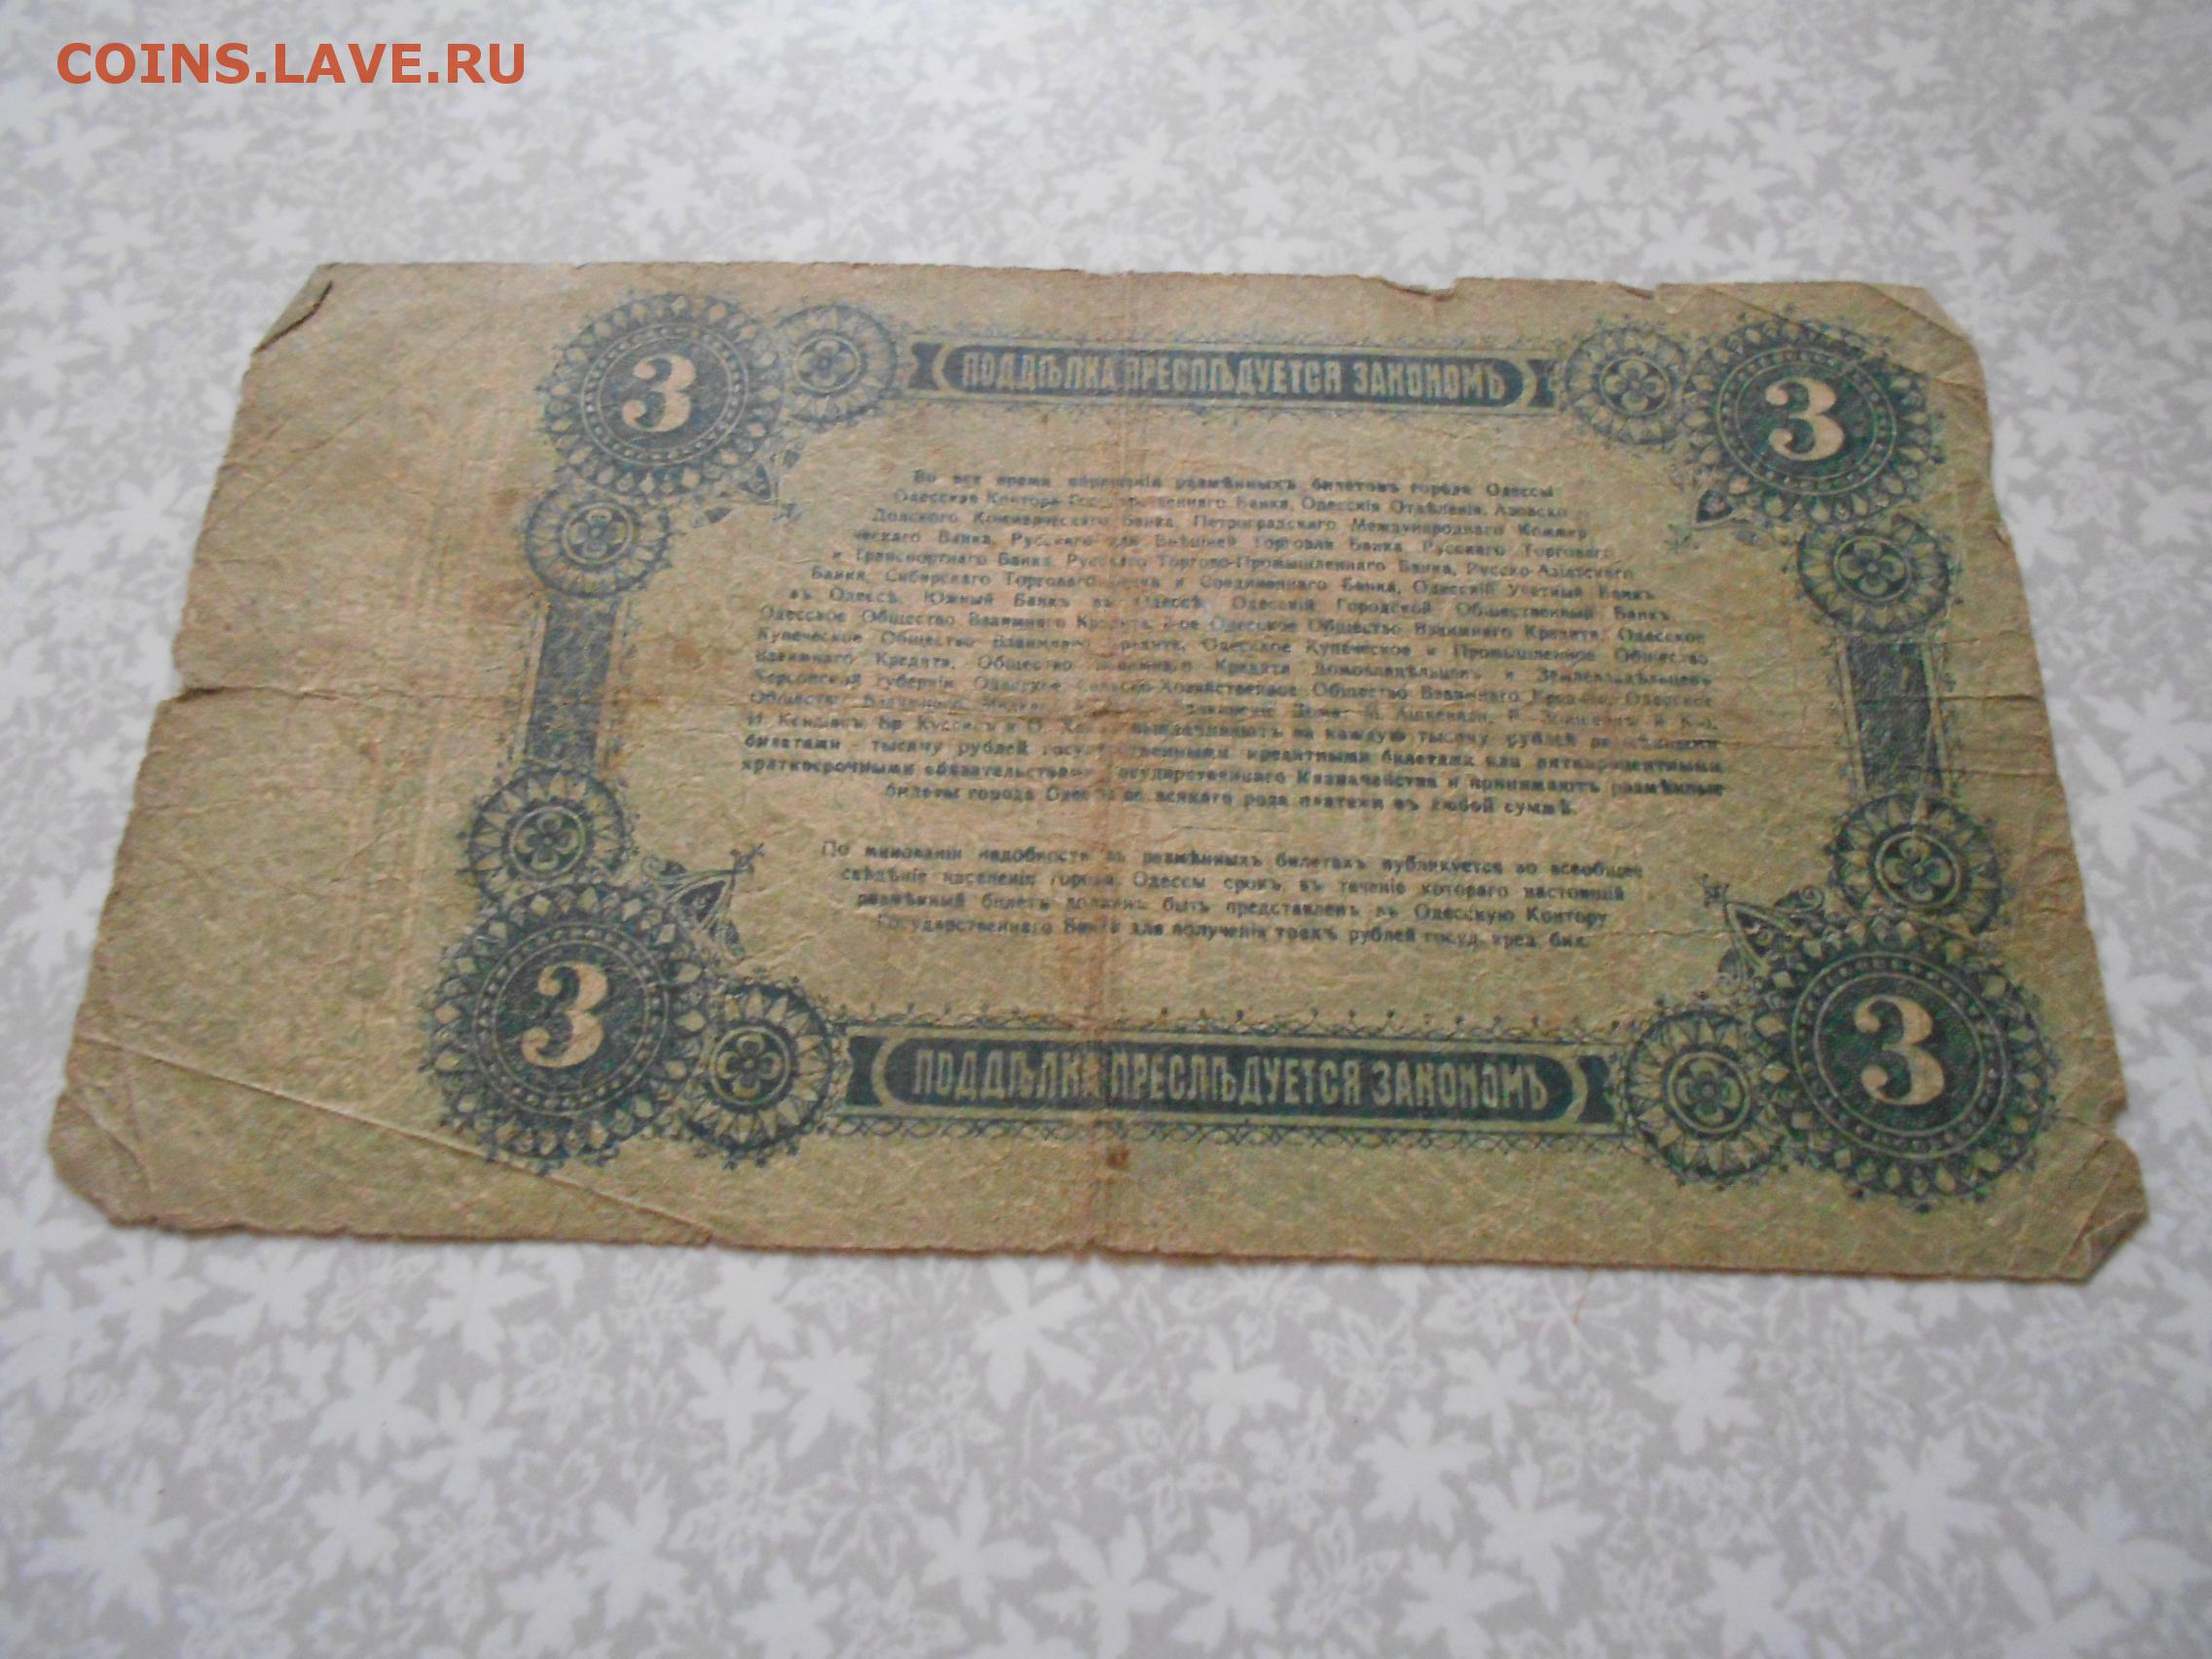 COINS.LAVE.RU
3
ПОДДѢЛКА ПРЕСЛѢДУЕТСЯ ЗАКОНОМЪ
3
Во все время обращенія размѣнныхъ билетовъ города Одессы
Одесская Контора Государственнаго Банка, Одесскія Отдѣленія, Азовско
Донского Коммерческаго Банка, Петроградскаго Международнаго Коммер
ческаго Банка, Русскаго для Внѣшней Торговли Банка, Русскаго Торговаго
и Транспортнаго Банка, Русскаго Торгово-Промышленнаго Банка, Русско-Азіатскаго
Банка, Сибирскаго Торговаго Банка и Соединеннаго Банка, Одесскій Учетный Банкъ
въ Одессѣ, Южный Банкъ въ Одессѣ, Одесскій Городской Общественный Банкъ
Одесское Общество Взаимнаго Кредита, 2-ое Одесское Общество Взаимнаго Кредита, Одесское
Купеческое Общество Взаимнаго Кредита, Одесское Купеческое и Промышленное Общество
Взаимнаго Кредита, Общество Взаимнаго Кредита Домовладѣльцевъ и Землевладѣльцевъ
Херсонской губерніи, Одесское Сельско-Хозяйственное Общество Взаимнаго Кредита, Одесское
Общество Взаимнаго
на каждую тысячу рублей размѣнными
билетами - тысячу рублей государственными кредитными билетами или пятипроцентными
краткосрочными обязательствами Государственнаго Казначейства и принимаютъ размѣнные
билеты города Одессы во всякаго рода платежи въ любой суммѣ.
По минованіи надобности въ размѣнныхъ билетахъ публикуется во всеобщее
свѣдѣніе населенія города Одессы срокъ, въ теченіе котораго настоящій
размѣнный билетъ долженъ быть представленъ въ Одесскую Контору
Государственнаго Банка для полученія трехъ рублей госуд. кред. бил.
3
ПОДДѢЛКА ПРЕСЛѢДУЕТСЯ ЗАКОНОМЪ
3